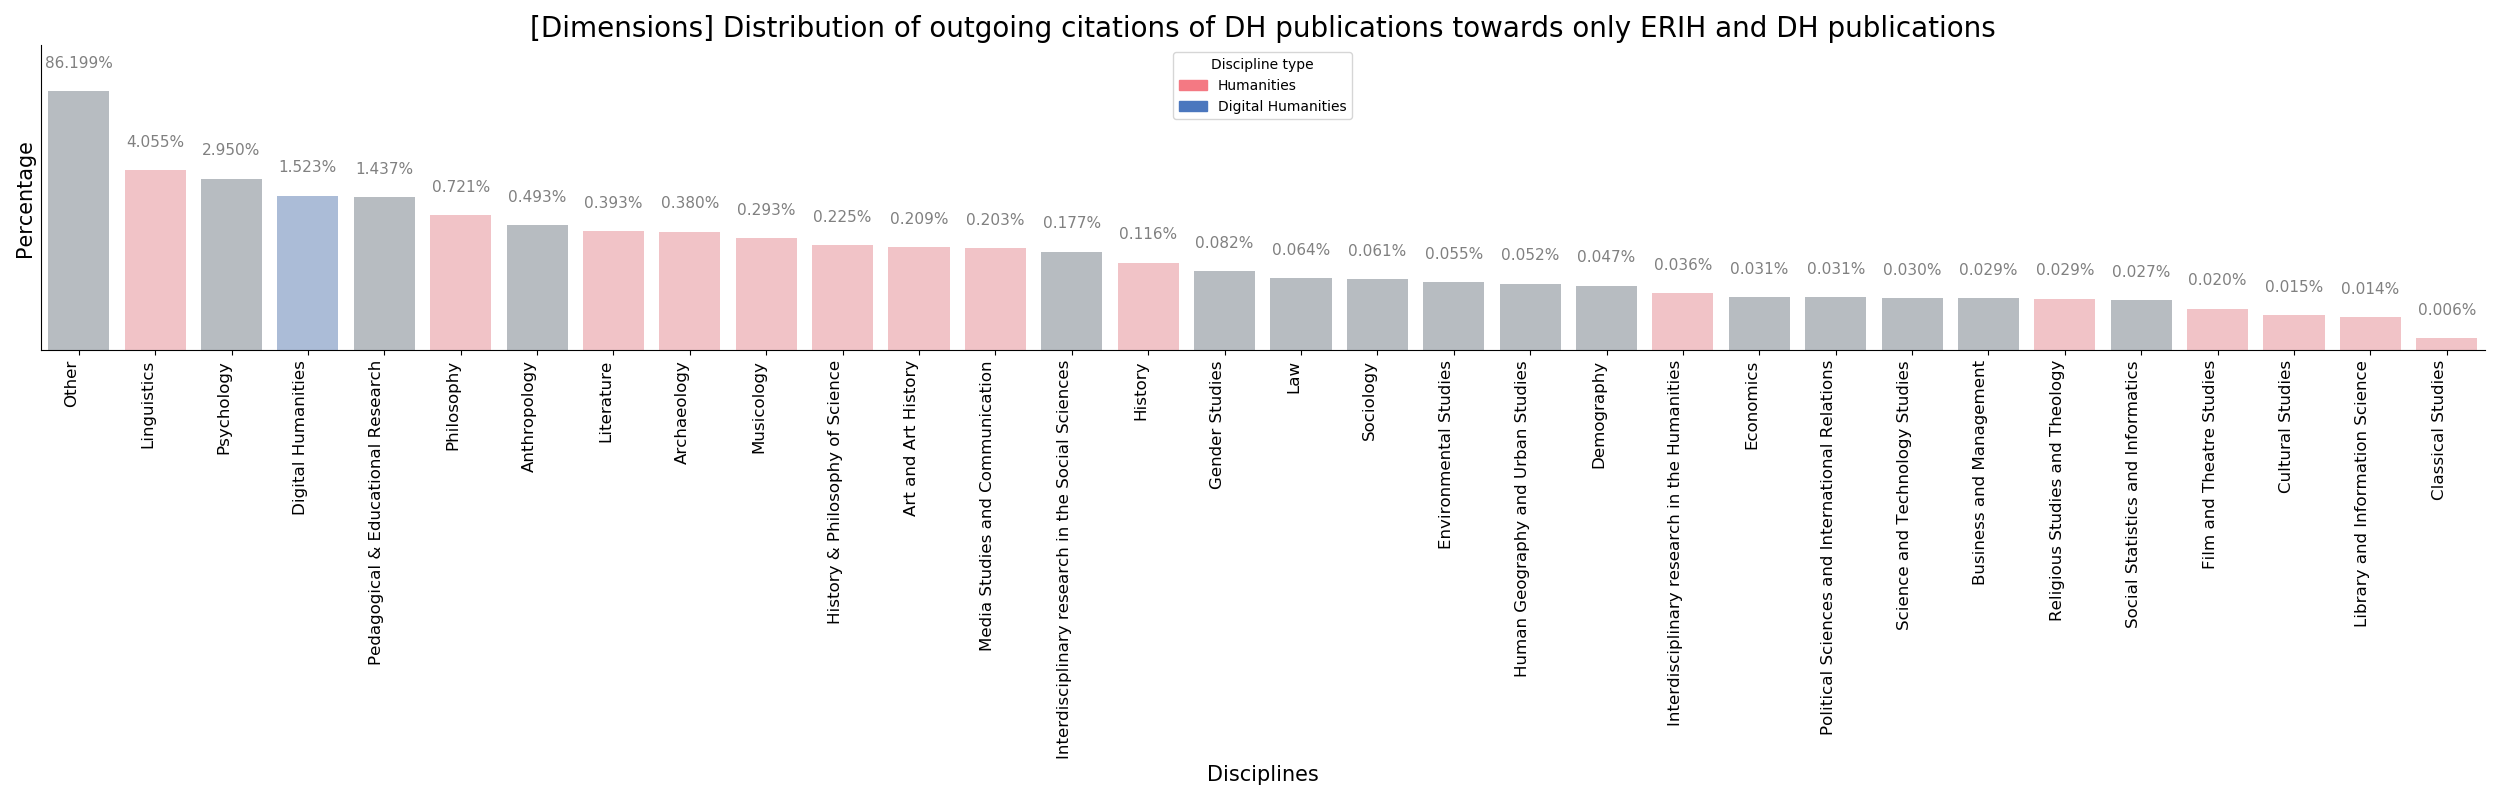 [Dimensions] Distribution of outgoing citations of DH publications towards only ERIH and DH publications
Discipline type
Humanities
Digital Humanities
Percentage
86.199%
4.055%
2.950%
1.523%
1.437%
0.721%
0.493%
0.393%
0.380%
0.293%
0.225%
0.209%
0.203%
0.177%
0.116%
0.082%
0.064%
0.061%
0.055%
0.052%
0.047%
0.036%
0.031%
0.031%
0.030%
0.029%
0.029%
0.027%
0.020%
0.015%
0.014%
0.006%
Other
Linguistics
Psychology
Digital Humanities
Pedagogical & Educational Research
Philosophy
Anthropology
Literature
Archaeology
Musicology
History & Philosophy of Science
Art and Art History
Media Studies and Communication
Interdisciplinary research in the Social Sciences
History
Gender Studies
Law
Sociology
Environmental Studies
Human Geography and Urban Studies
Demography
Interdisciplinary research in the Humanities
Economics
Political Sciences and International Relations
Science and Technology Studies
Business and Management
Religious Studies and Theology
Social Statistics and Informatics
Film and Theatre Studies
Cultural Studies
Library and Information Science
Classical Studies
Disciplines